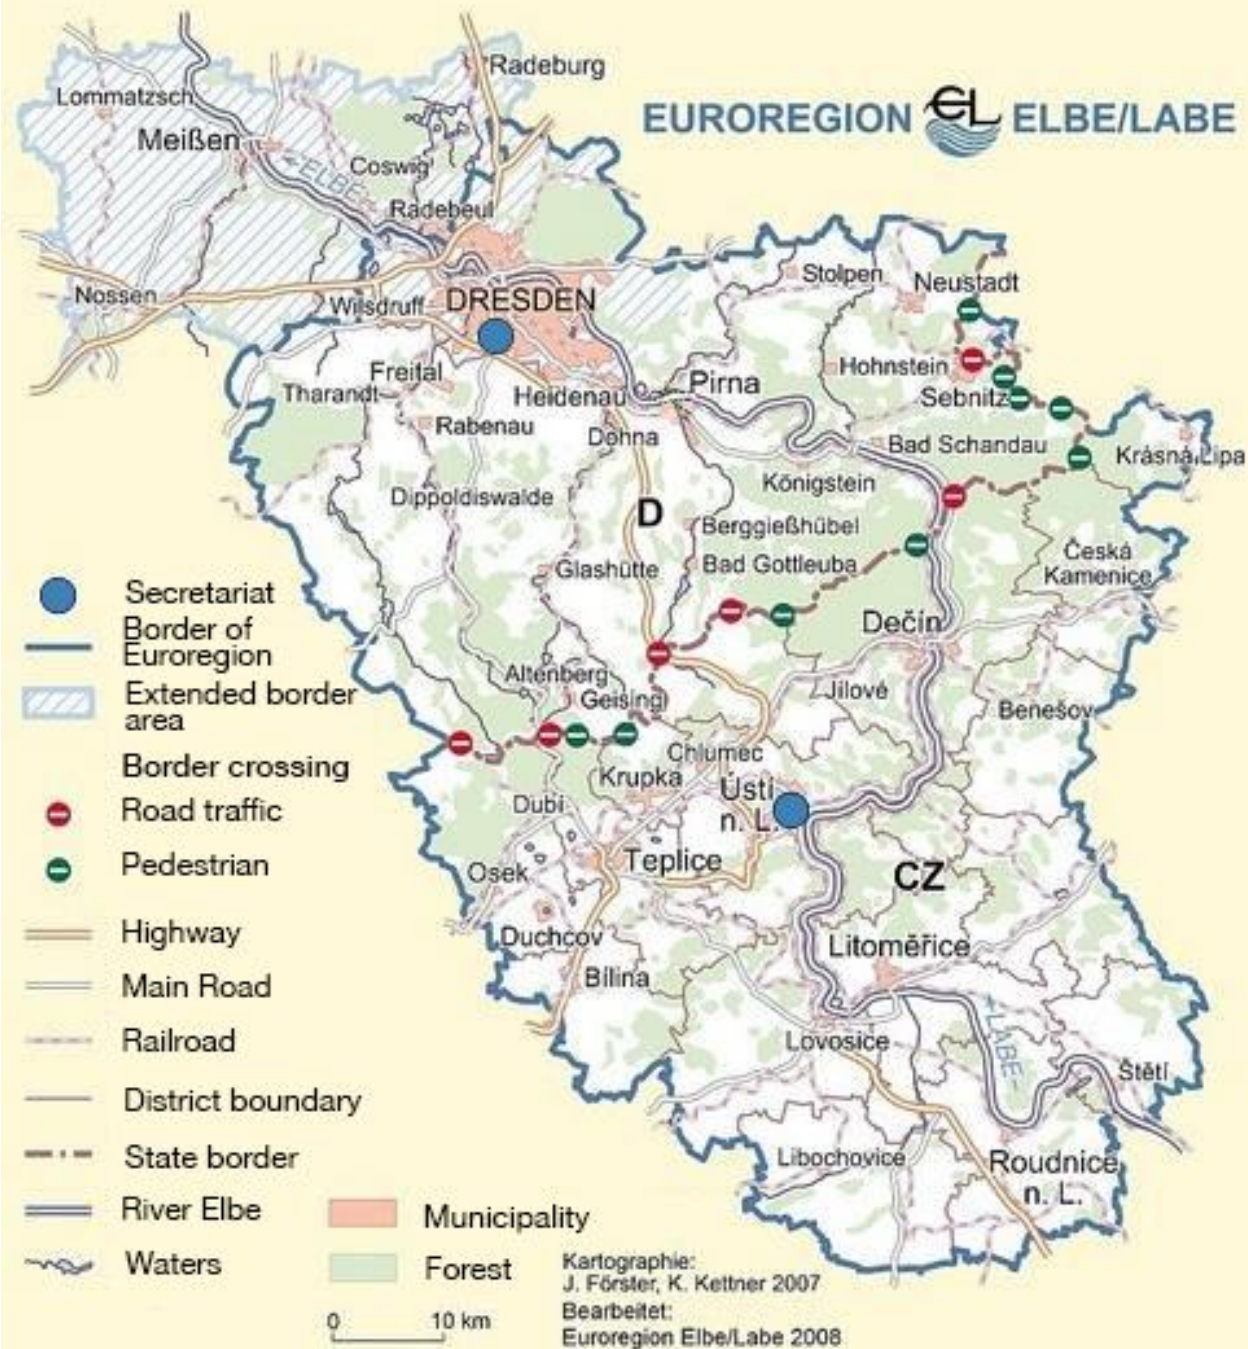 EUROREGION EL ELBE/LABE
Radeburg
Lommatzsch
Meißen
Coswig
←ELBE-
Radebeul
Stolpen
Neustadt
Nossen
Wilsdruff
DRESDEN
Freital
Tharandt
Heidenau
Pirna
Hohnstein
Sebnitz
Rabenau
Dohna
Bad Schandau
Krásná Lipa
Königstein
Dippoldiswalde
D
Berggießhübel
Bad Gottleuba
Glashütte
Česká
Kamenice
Dečín
Altenberg
Geising
Jílové
Benešov
Chlumec
Krupka
Ústí
n. L.
Dubí
Teplice
Osek
CZ
Duchcov
Litoměřice
Bílina
Lovosice
←LABE-
Štětí
Libochovice
Roudnice
n. L.
Secretariat
Border of
Euroregion
Extended border
area
Border crossing
Road traffic
Pedestrian
Highway
Main Road
Railroad
District boundary
State border
River Elbe
Waters
Municipality
Forest
0 10 km
Kartographie:
J. Förster, K. Kettner 2007
Bearbeitet:
Euroregion Elbe/Labe 2008